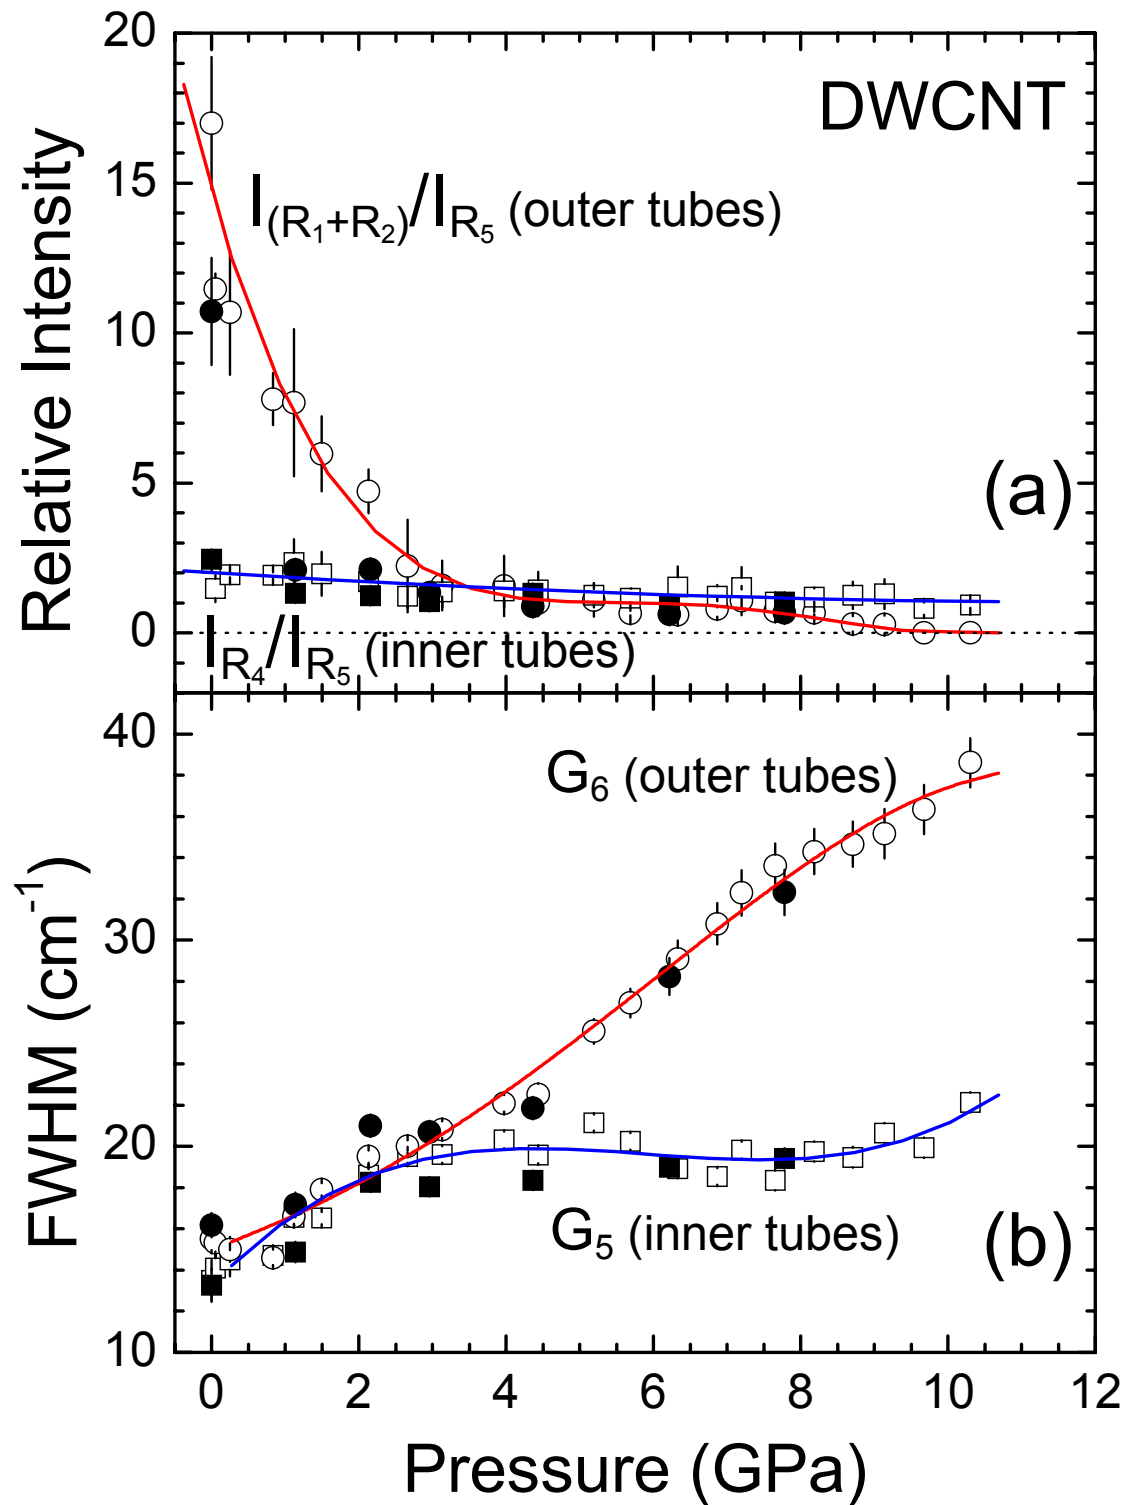 20
DWCNT
15
I(R1+R2)/IR5 (outer tubes)
10
5
(a)
0
IR4/IR5 (inner tubes)
Relative Intensity
40
G6 (outer tubes)
30
20
G5 (inner tubes)
(b)
10
FWHM (cm-1)
0 2 4 6 8 10 12
Pressure (GPa)